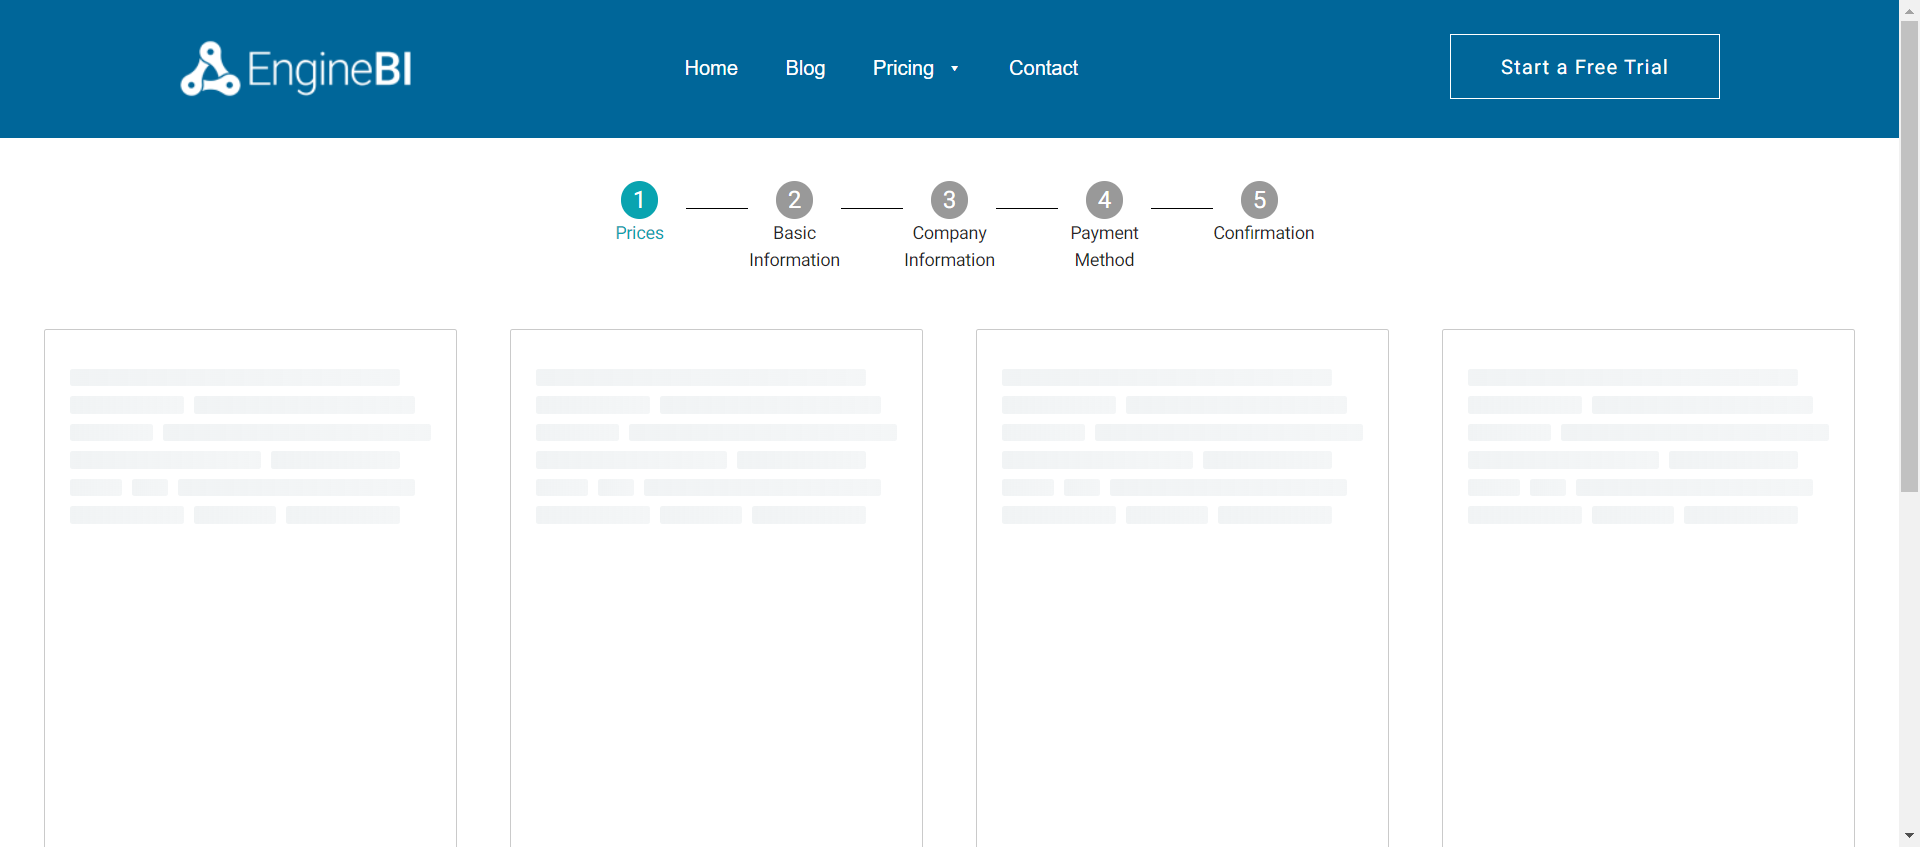 EngineBI
Home Blog Pricing Contact
Start a Free Trial
1 2 3 4 5
Prices
Basic
Information
Company
Information
Payment
Method
Confirmation